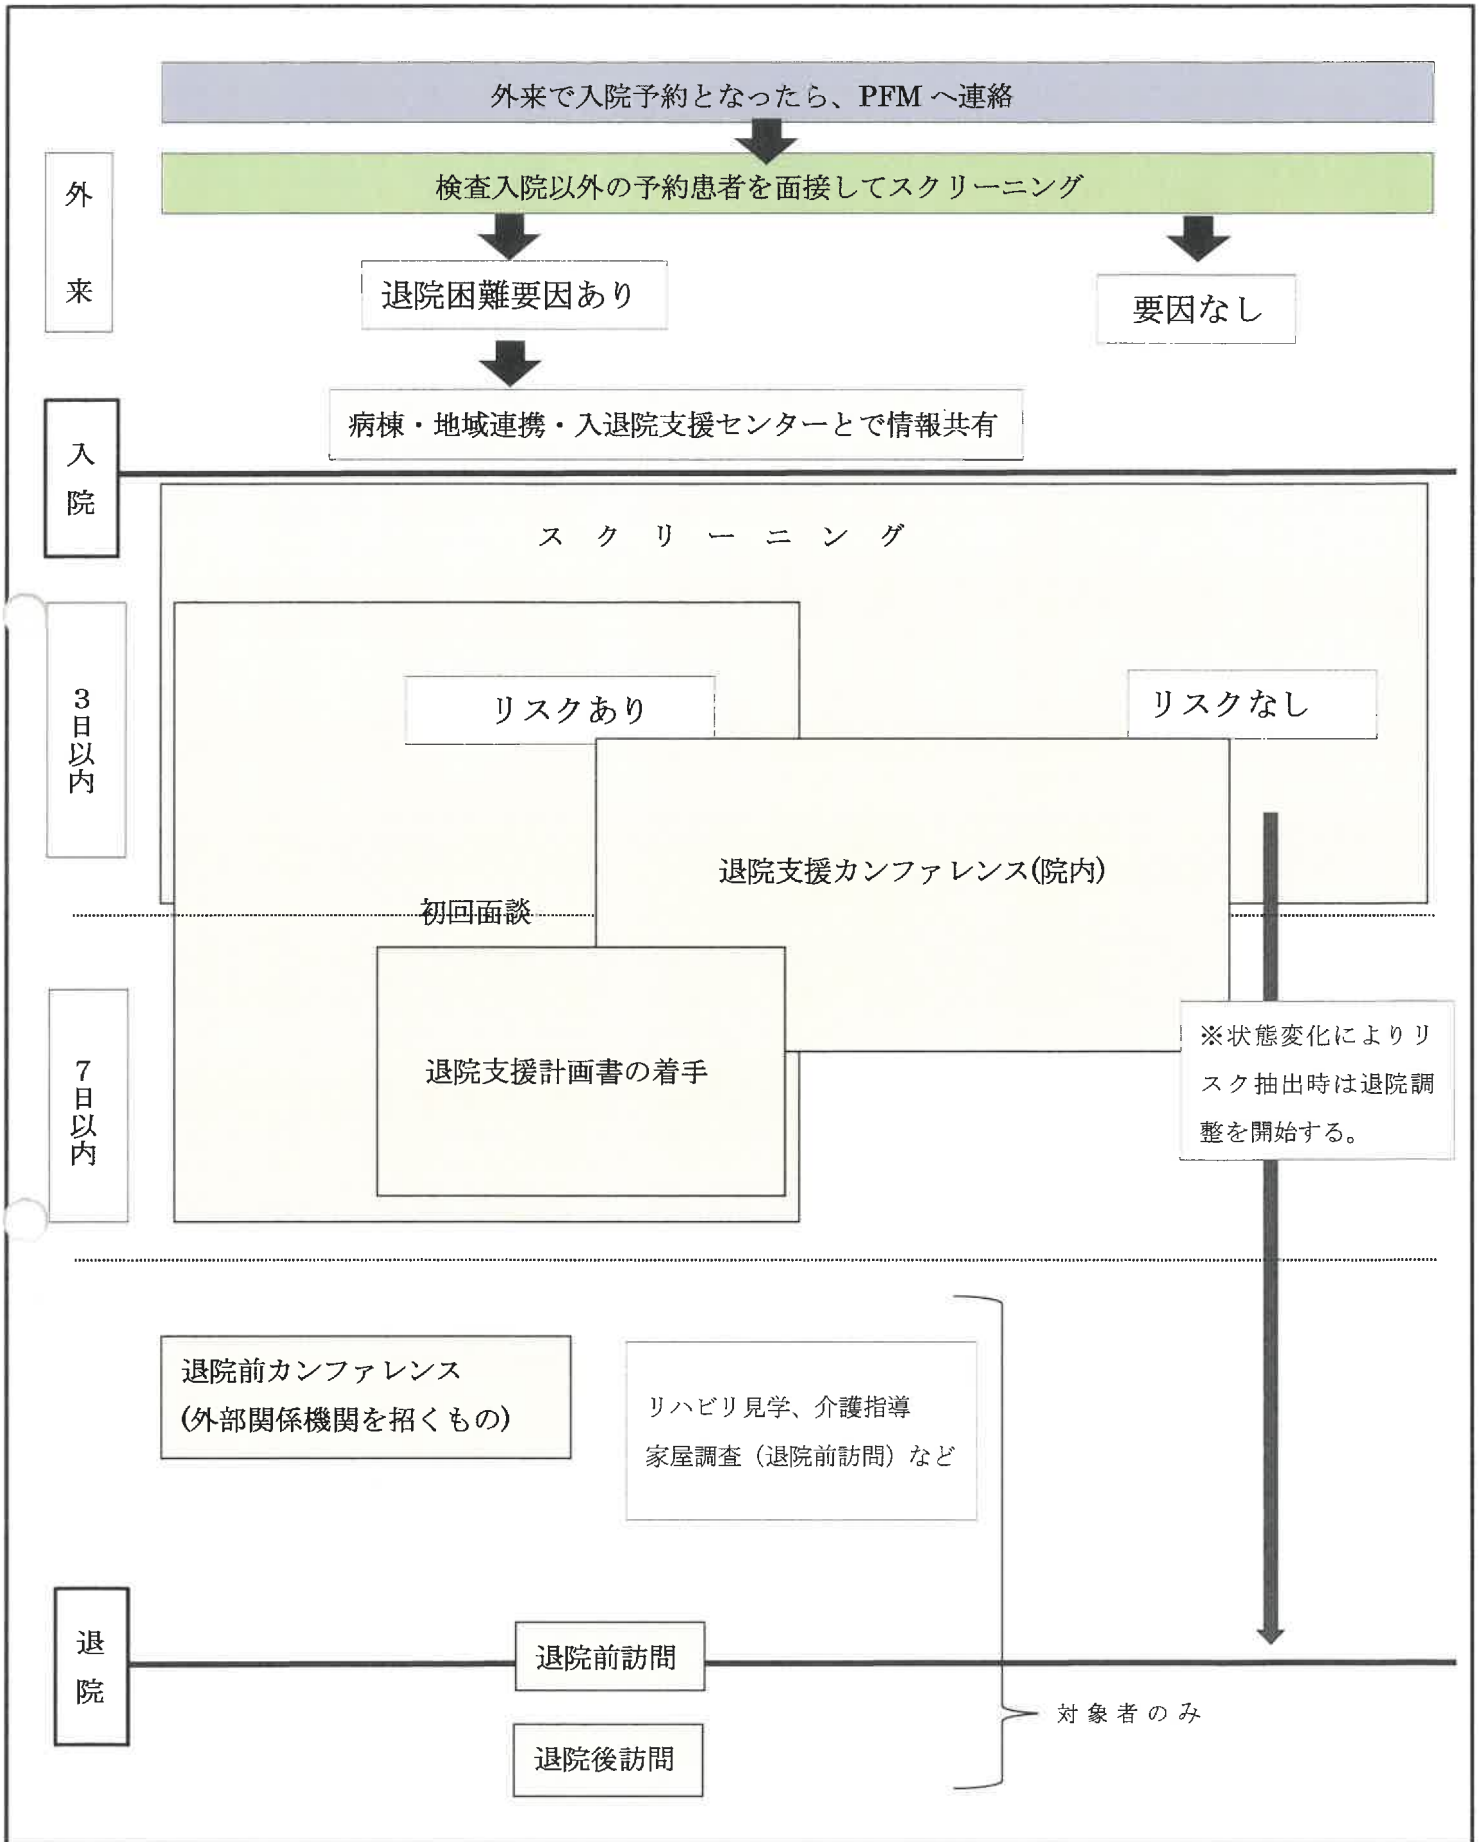 外来で入院予約となったら、PFMへ連絡
外来
検査入院以外の予約患者を面接してスクリーニング
退院困難要因あり
要因なし
病棟・地域連携・入退院支援センターとで情報共有
入院
スクリーニング
3日以内
リスクあり
リスクなし
退院支援カンファレンス(院内)
初回面談
7日以内
退院支援計画書の着手
※状態変化によりリ
スク抽出時は退院調
整を開始する。
退院前カンファレンス
(外部関係機関を招くもの)
リハビリ見学、介護指導
家屋調査（退院前訪問）など
退院
退院前訪問
対象者のみ
退院後訪問